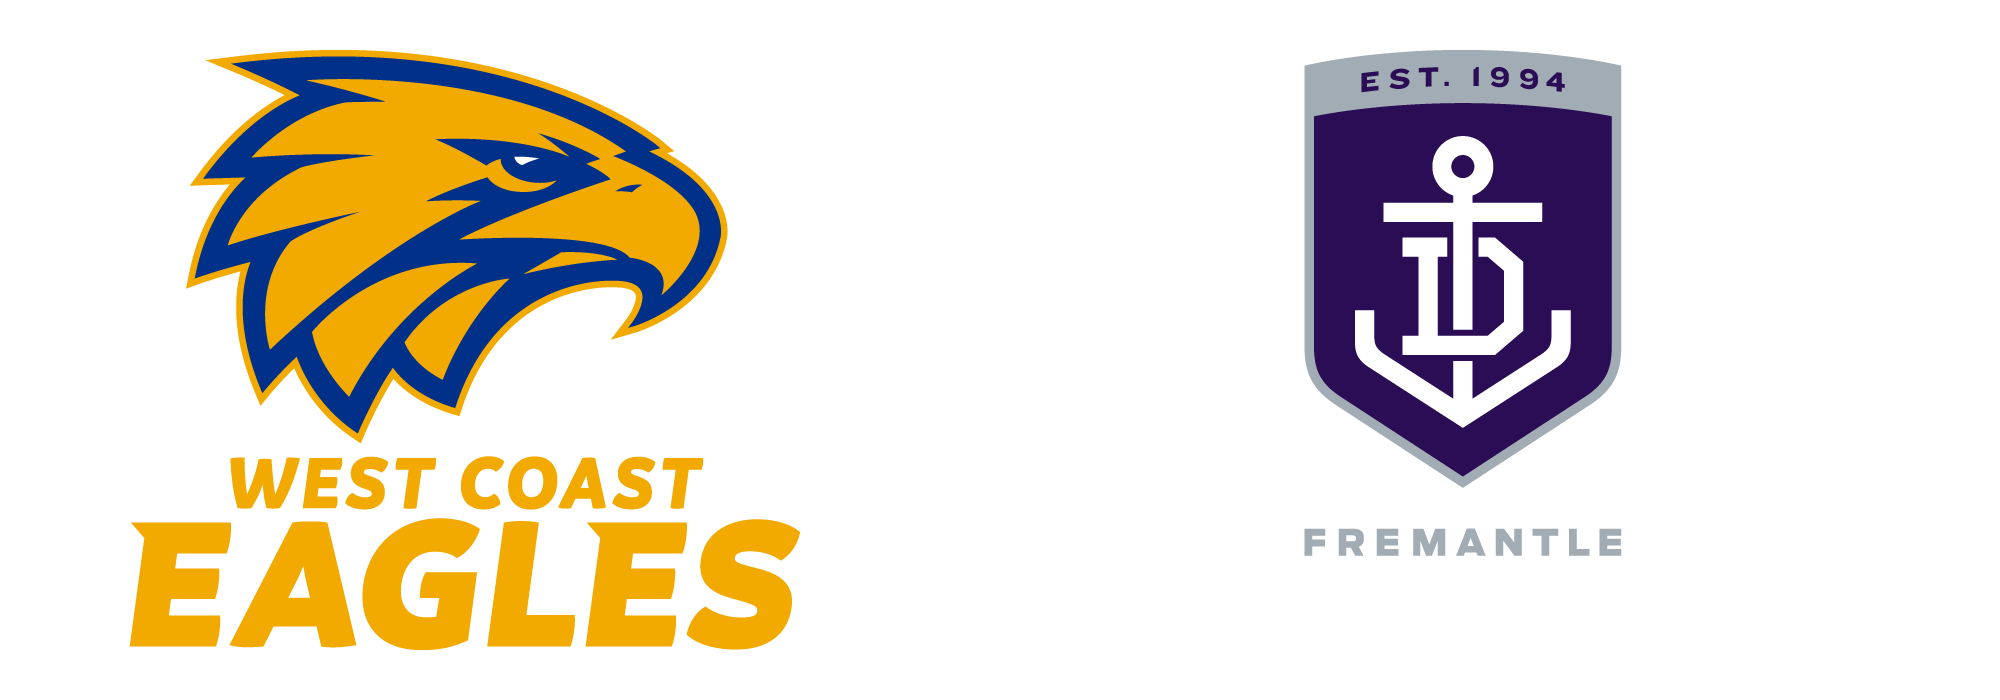 WEST COAST
EAGLES
EST. 1994
D
FREMANTLE